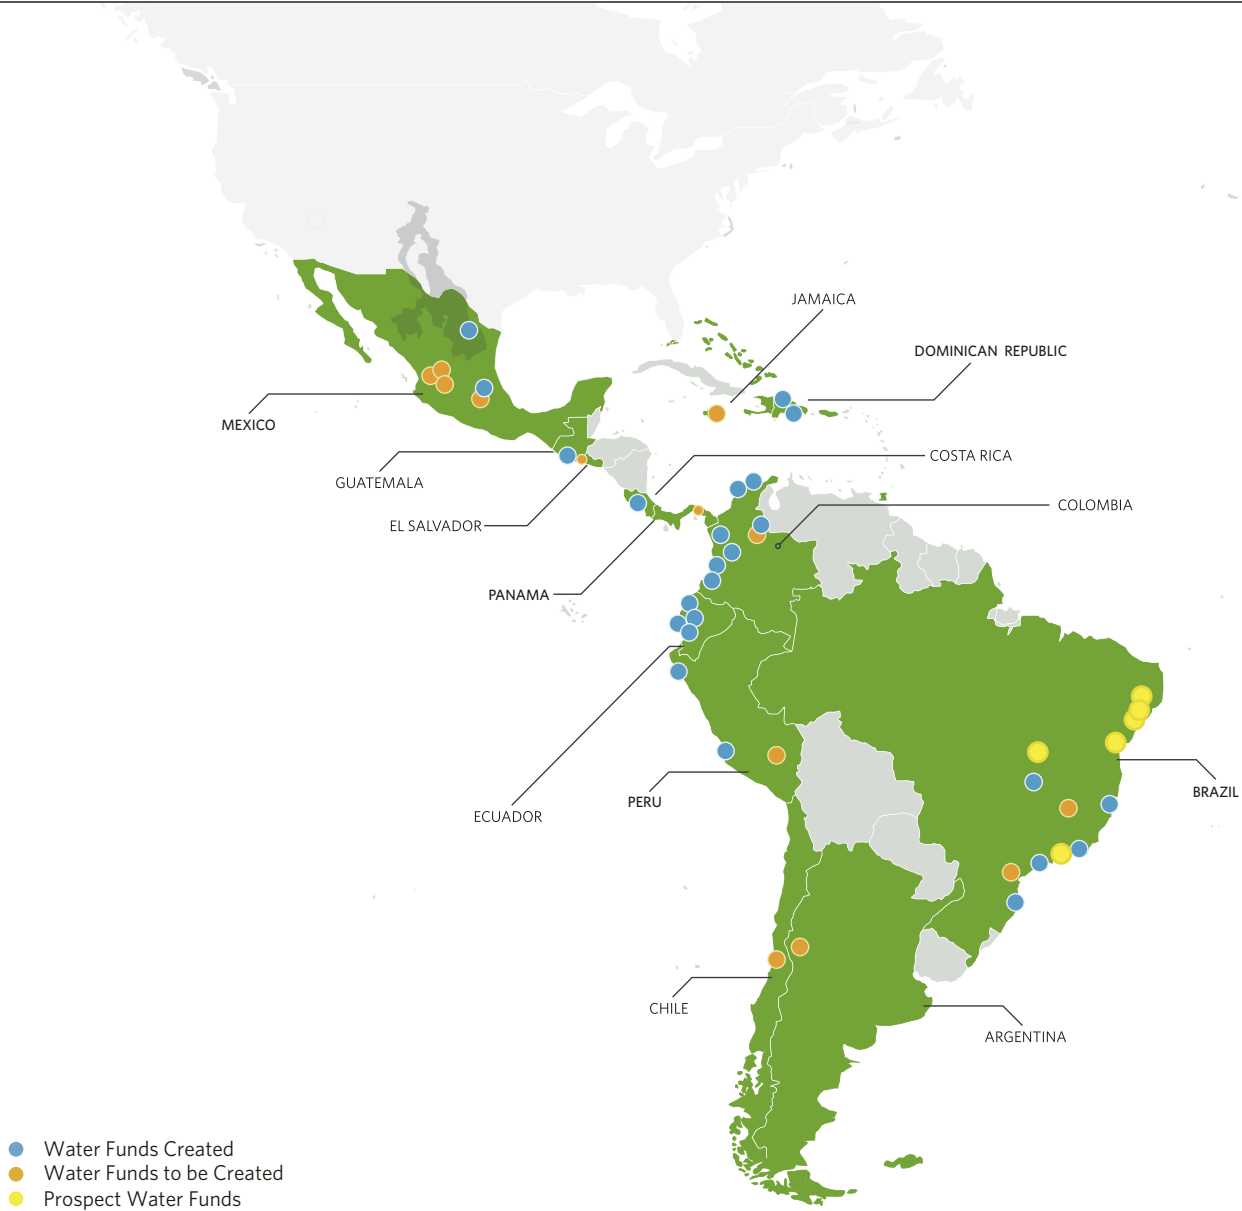 JAMAICA
DOMINICAN REPUBLIC
MEXICO
COSTA RICA
GUATEMALA
COLOMBIA
EL SALVADOR
PANAMA
BRAZIL
PERU
ECUADOR
CHILE
ARGENTINA
Water Funds Created
Water Funds to be Created
Prospect Water Funds